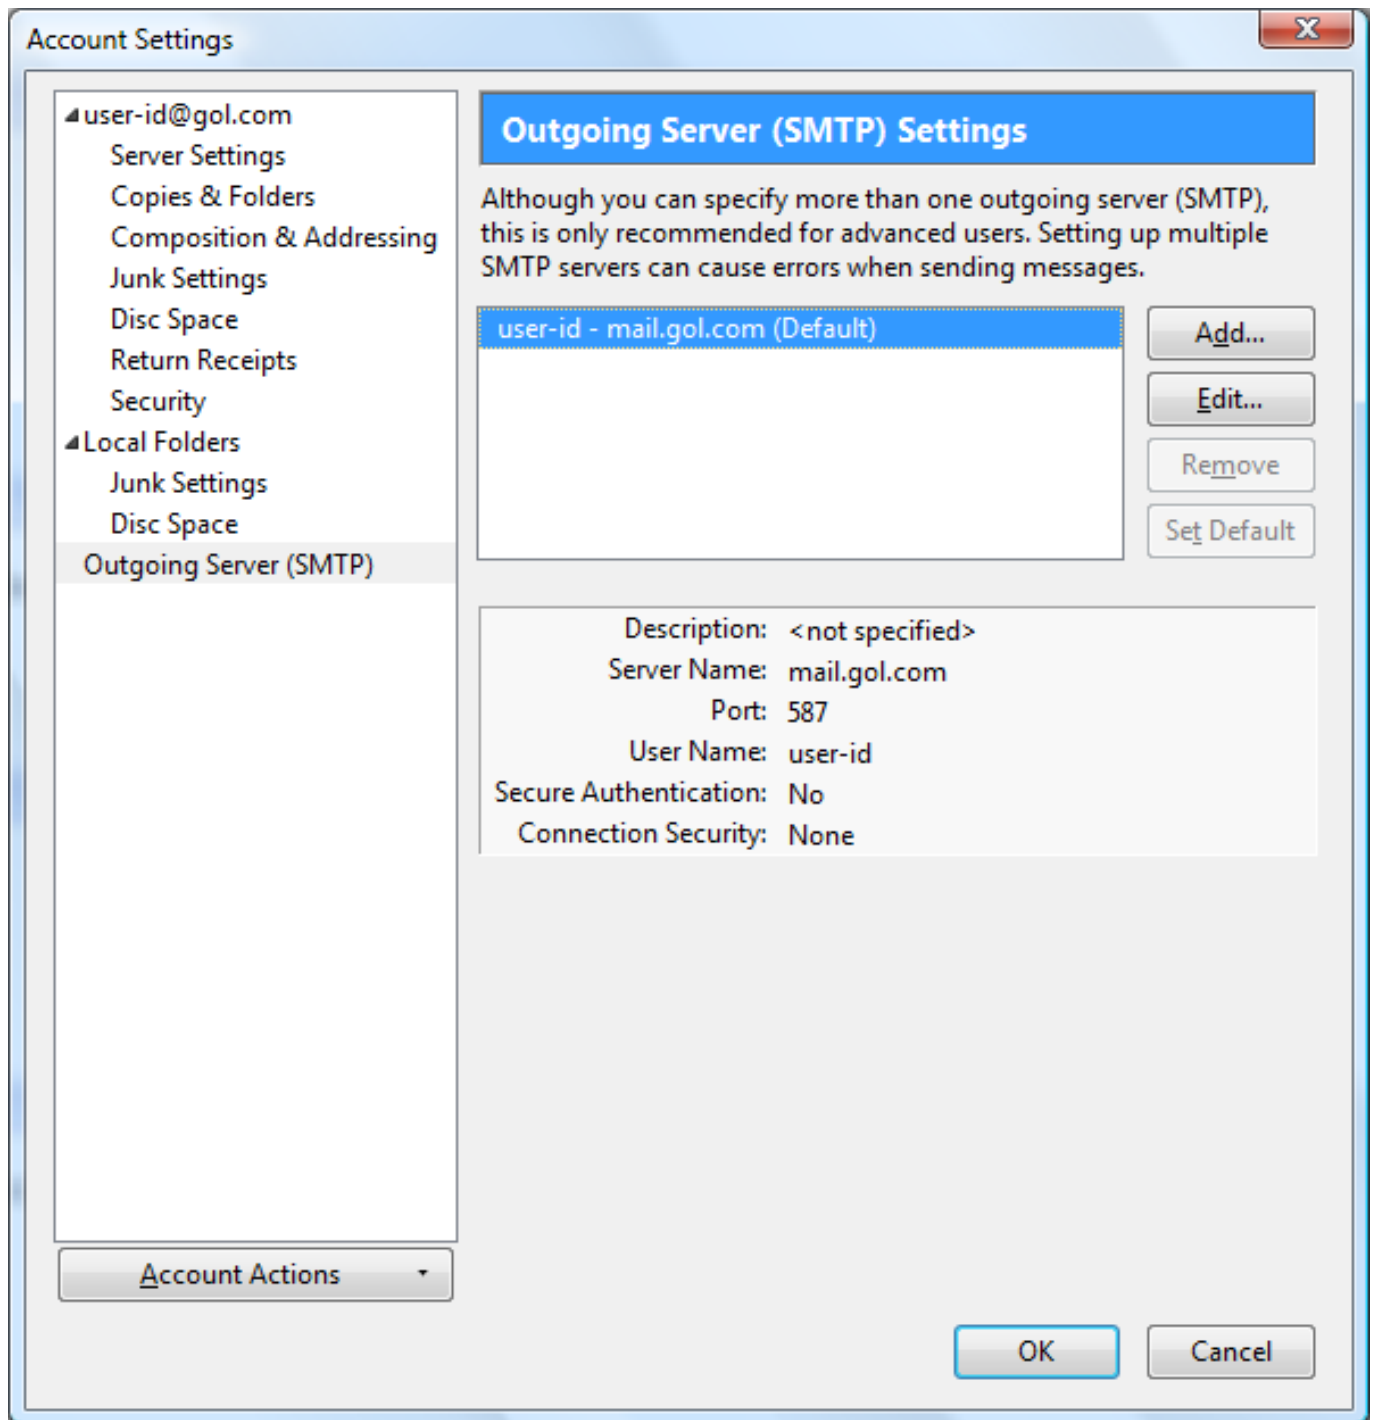 Account Settings
X
user-id@gol.com
Server Settings
Copies & Folders
Composition & Addressing
Junk Settings
Disc Space
Return Receipts
Security
Local Folders
Junk Settings
Disc Space
Outgoing Server (SMTP)
Account Actions
Outgoing Server (SMTP) Settings
Although you can specify more than one outgoing server (SMTP),
this is only recommended for advanced users. Setting up multiple
SMTP servers can cause errors when sending messages.
user-id - mail.gol.com (Default)
Add...
Edit...
Remove
Set Default
Description: <not specified>
Server Name: mail.gol.com
Port: 587
User Name: user-id
Secure Authentication: No
Connection Security: None
OK
Cancel